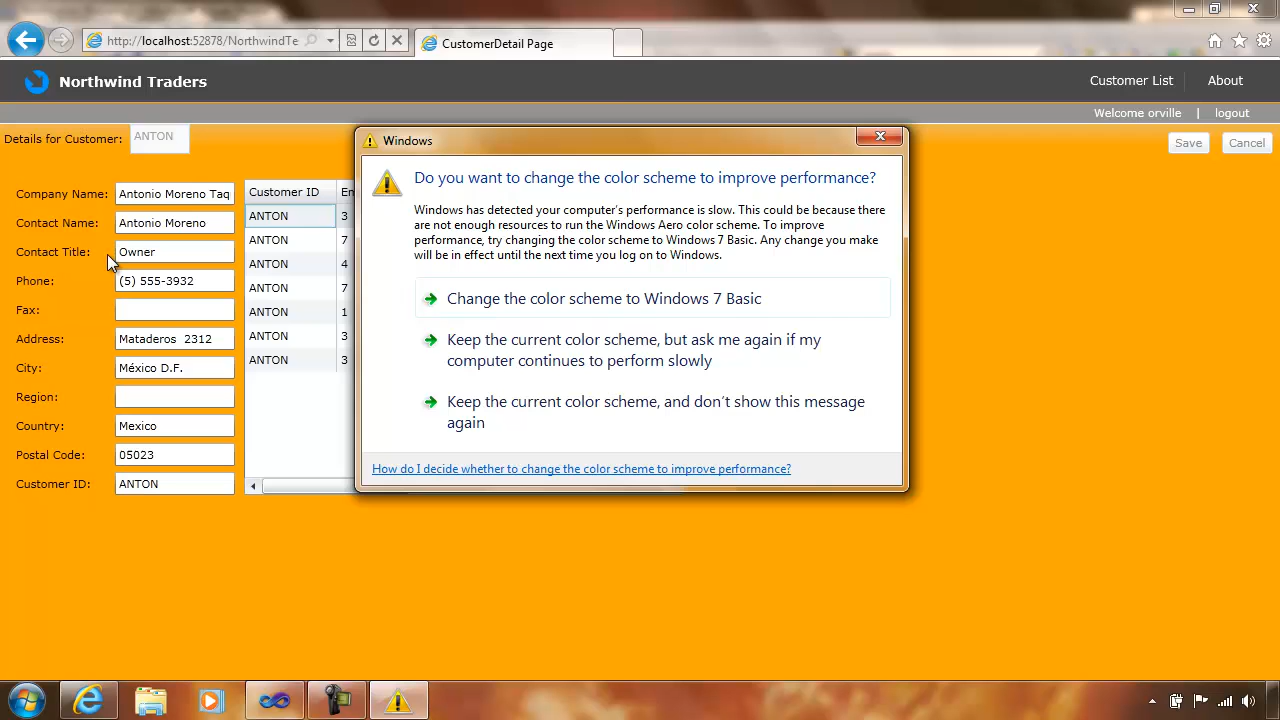 http://localhost:52878/NorthwindTe
CustomerDetail Page
Northwind Traders
Customer List
About
Welcome orville | logout
Details for Customer: ANTON
Save
Cancel
Company Name: Antonio Moreno Taq
Contact Name: Antonio Moreno
Contact Title: Owner
Phone: (5) 555-3932
Fax:
Address: Mataderos 2312
City: México D.F.
Region:
Country: Mexico
Postal Code: 05023
Customer ID: ANTON
Customer ID Em
ANTON 3
ANTON 7
ANTON 4
ANTON 7
ANTON 1
ANTON 3
ANTON 3
Windows
Do you want to change the color scheme to improve performance?
Windows has detected your computer's performance is slow. This could be because there
are not enough resources to run the Windows Aero color scheme. To improve
performance, try changing the color scheme to Windows 7 Basic. Any change you make
will be in effect until the next time you log on to Windows.
Change the color scheme to Windows 7 Basic
Keep the current color scheme, but ask me again if my
computer continues to perform slowly
Keep the current color scheme, and don't show this message
again
How do I decide whether to change the color scheme to improve performance?